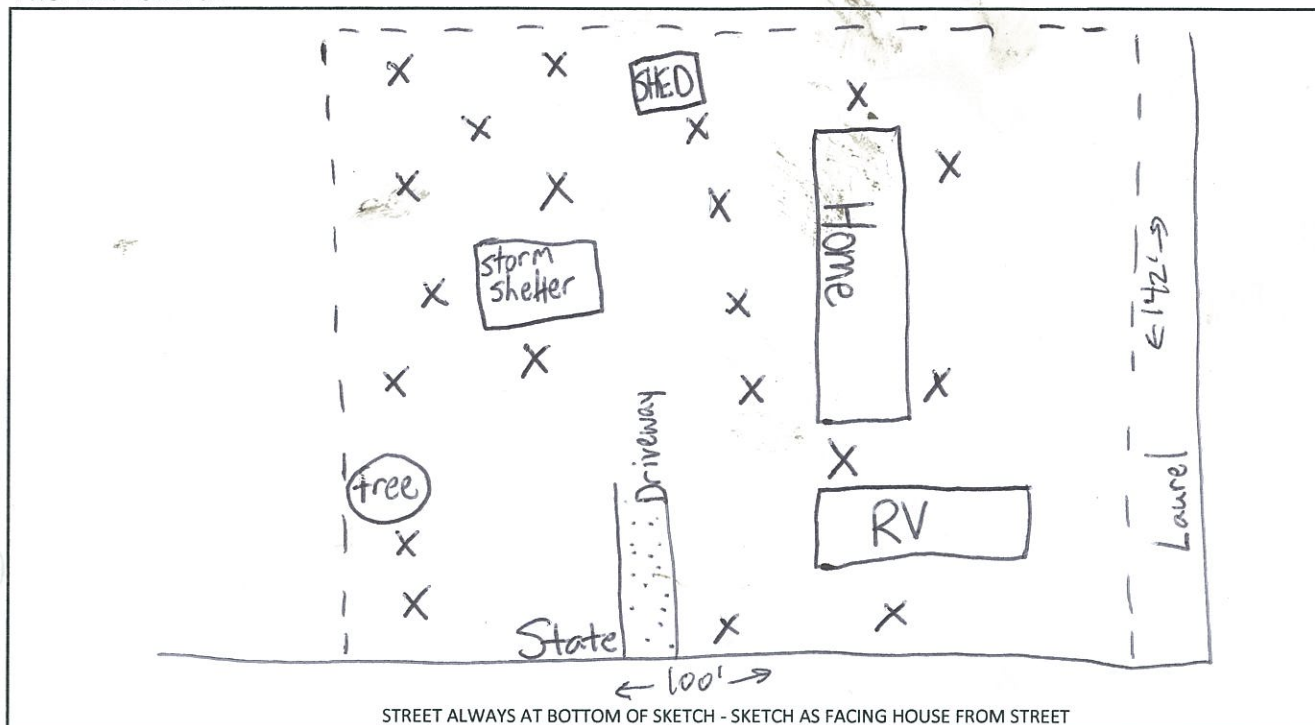 SHED
Home
storm
shelter
←142'→
Driveway
tree
RV
Laurel
State
←100'→
STREET ALWAYS AT BOTTOM OF SKETCH - SKETCH AS FACING HOUSE FROM STREET